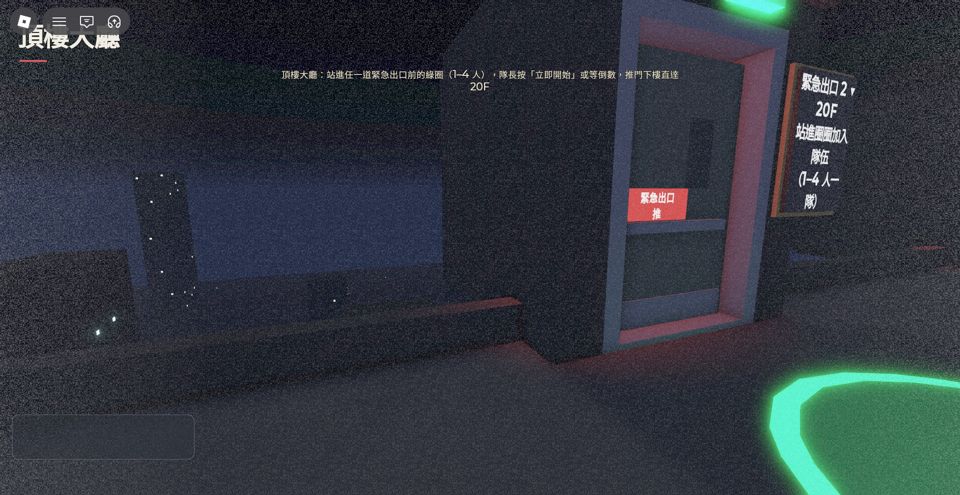 頂樓大廳
頂樓大廳：站進任一道緊急出口前的綠圈（1–4 人），隊長按「立即開始」或等倒數，推門下樓直達
20F
緊急出口 2 ▼
20F
站進圈圈加入
隊伍
(1–4 人一
隊)
緊急出口
推